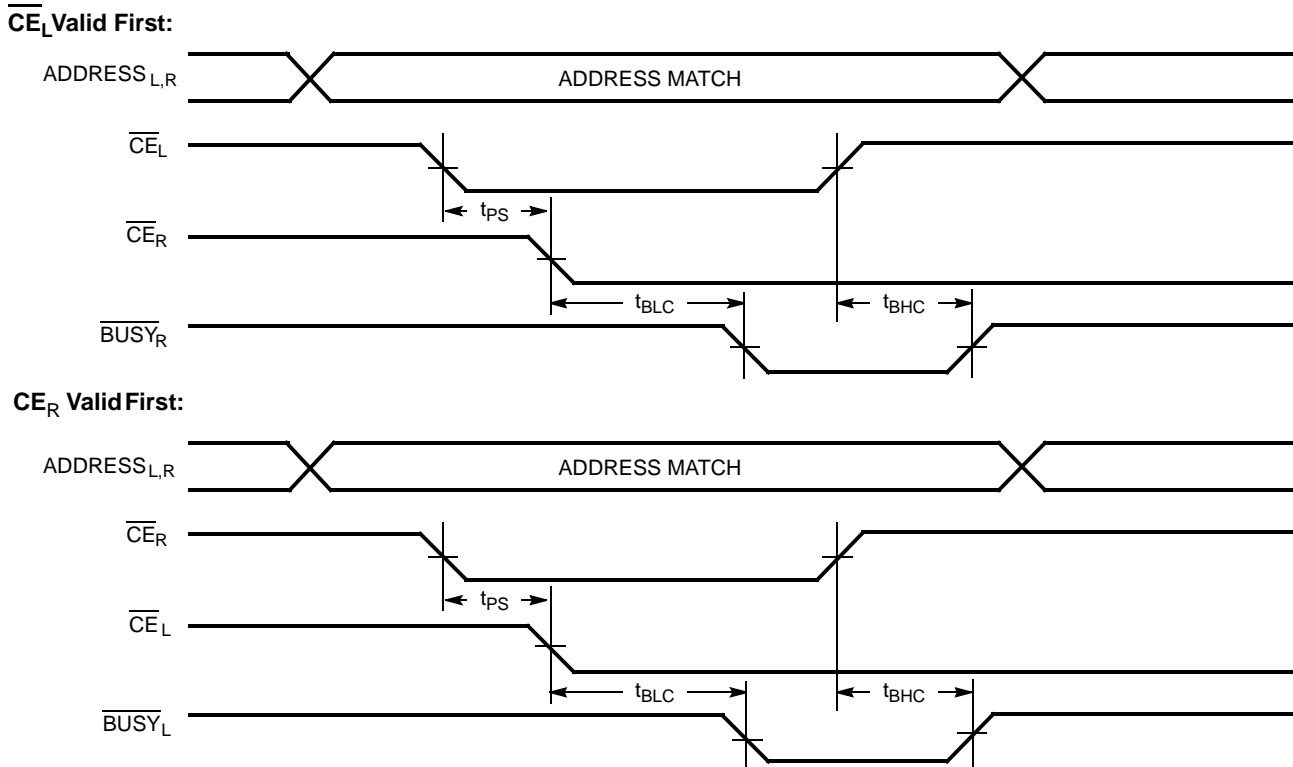 CE_L Valid First:
ADDRESS_L,R
ADDRESS MATCH
CE_L
t_PS
CE_R
t_BLC
t_BHC
BUSY_R
CE_R Valid First:
ADDRESS_L,R
ADDRESS MATCH
CE_R
t_PS
CE_L
t_BLC
t_BHC
BUSY_L